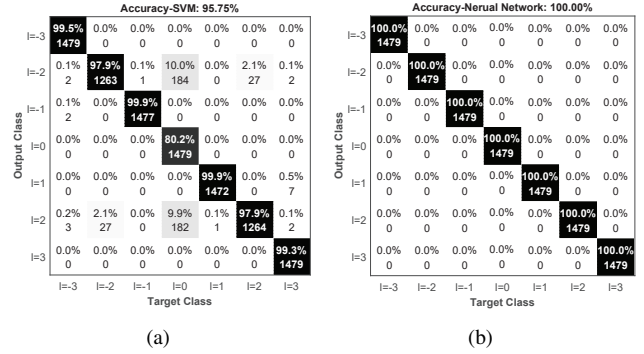 Accuracy-SVM: 95.75%
l=-3 99.5% 0.0% 0.0% 0.0% 0.0% 0.0% 0.0%
1479 0 0 0 0 0 0
l=-2 0.1% 97.9% 0.1% 10.0% 0.0% 2.1% 0.1%
2 1263 1 184 0 27 2
l=-1 0.1% 0.0% 99.9% 0.0% 0.0% 0.0% 0.0%
2 0 1477 0 0 0 0
l=0 0.0% 0.0% 0.0% 80.2% 0.0% 0.0% 0.0%
0 0 0 1479 0 0 0
l=1 0.0% 0.0% 0.0% 0.0% 99.9% 0.0% 0.5%
0 0 0 0 1472 0 7
l=2 0.2% 2.1% 0.0% 9.9% 0.1% 97.9% 0.1%
3 27 0 182 1 1264 2
l=3 0.0% 0.0% 0.0% 0.0% 0.0% 0.0% 99.3%
0 0 0 0 0 0 1479
l=-3 l=-2 l=-1 l=0 l=1 l=2 l=3
Output Class
Target Class
(a)
Accuracy-Nerual Network: 100.00%
l=-3 100.0% 0.0% 0.0% 0.0% 0.0% 0.0% 0.0%
1479 0 0 0 0 0 0
l=-2 0.0% 100.0% 0.0% 0.0% 0.0% 0.0% 0.0%
0 1479 0 0 0 0 0
l=-1 0.0% 0.0% 100.0% 0.0% 0.0% 0.0% 0.0%
0 0 1479 0 0 0 0
l=0 0.0% 0.0% 0.0% 100.0% 0.0% 0.0% 0.0%
0 0 0 1479 0 0 0
l=1 0.0% 0.0% 0.0% 0.0% 100.0% 0.0% 0.0%
0 0 0 0 1479 0 0
l=2 0.0% 0.0% 0.0% 0.0% 0.0% 100.0% 0.0%
0 0 0 0 0 1479 0
l=3 0.0% 0.0% 0.0% 0.0% 0.0% 0.0% 100.0%
0 0 0 0 0 0 1479
l=-3 l=-2 l=-1 l=0 l=1 l=2 l=3
Output Class
Target Class
(b)